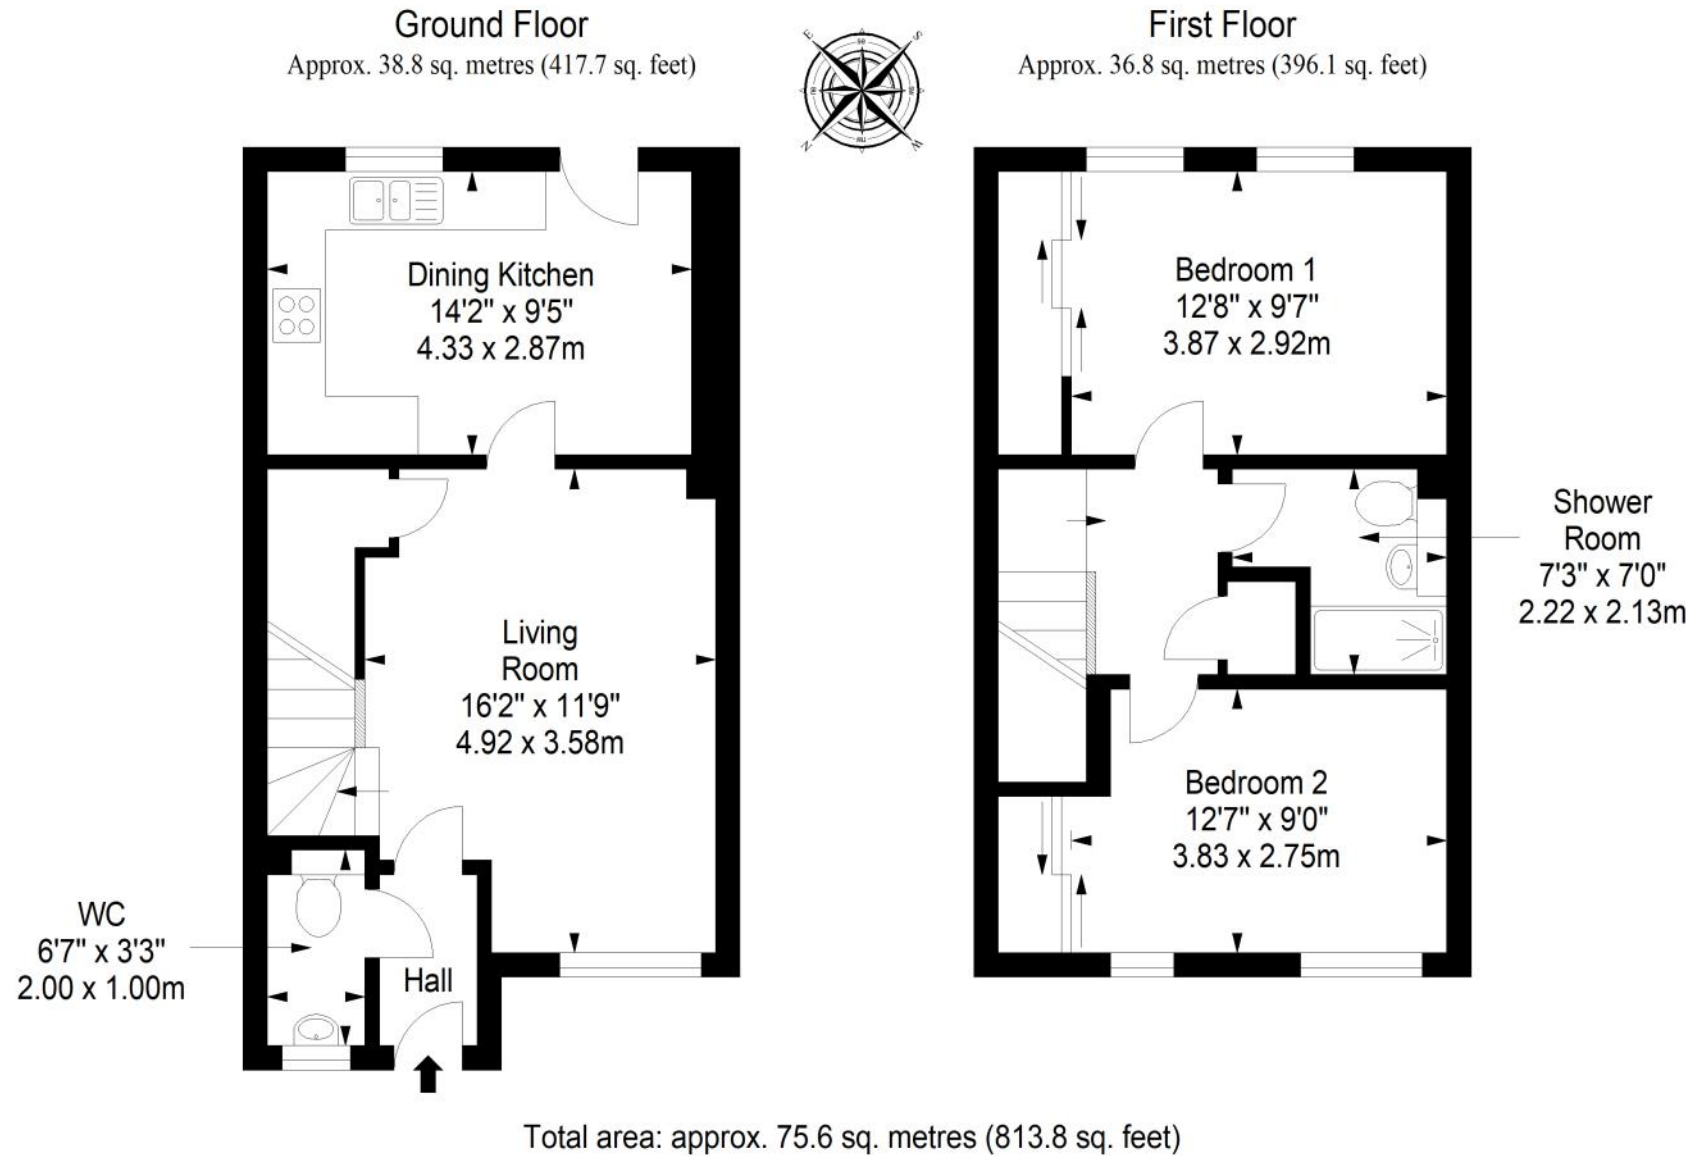 Ground Floor
Approx. 38.8 sq. metres (417.7 sq. feet)
E
S
N
W
First Floor
Approx. 36.8 sq. metres (396.1 sq. feet)
Dining Kitchen
14'2" x 9'5"
4.33 x 2.87m
Living
Room
16'2" x 11'9"
4.92 x 3.58m
WC
6'7" x 3'3"
2.00 x 1.00m
Hall
Bedroom 1
12'8" x 9'7"
3.87 x 2.92m
Shower
Room
7'3" x 7'0"
2.22 x 2.13m
Bedroom 2
12'7" x 9'0"
3.83 x 2.75m
Total area: approx. 75.6 sq. metres (813.8 sq. feet)